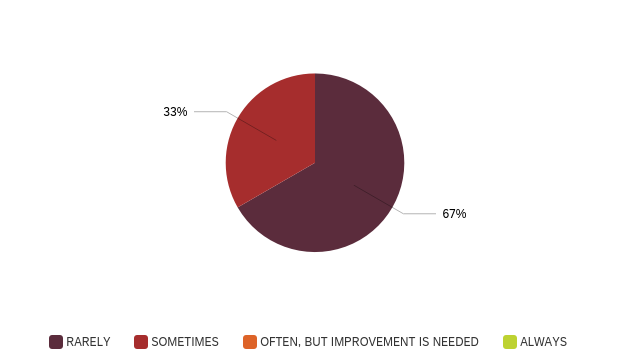 33%
67%
RARELY SOMETIMES OFTEN, BUT IMPROVEMENT IS NEEDED ALWAYS